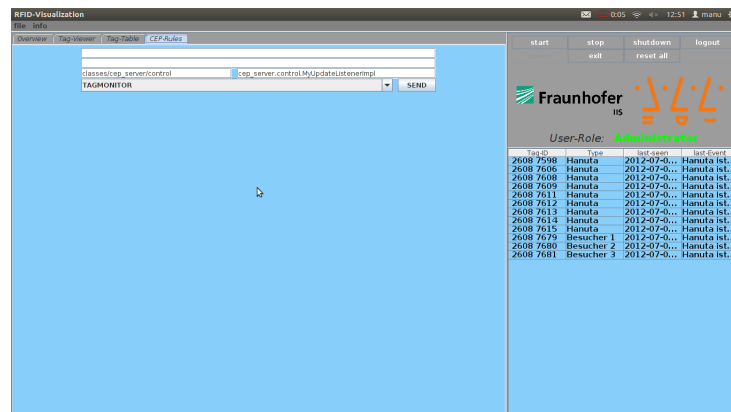 RFID-Visualization 0:05 12:51 manu
file info
Overview Tag-Viewer Tag-Table CEP-Rules
start stop shutdown logout
exit reset all
classes/cep_server/control cep_server.control.MyUpdateListenerImpl
TAGMONITOR SEND
Fraunhofer
IIS
User-Role: Administrator
Tag-ID Type last-seen last-Event
2608 7598 Hanuta 2012-07-0... Hanuta ist.
2608 7606 Hanuta 2012-07-0... Hanuta ist.
2608 7608 Hanuta 2012-07-0... Hanuta ist.
2608 7609 Hanuta 2012-07-0... Hanuta ist.
2608 7611 Hanuta 2012-07-0... Hanuta ist.
2608 7612 Hanuta 2012-07-0... Hanuta ist.
2608 7613 Hanuta 2012-07-0... Hanuta ist.
2608 7614 Hanuta 2012-07-0... Hanuta ist.
2608 7615 Hanuta 2012-07-0... Hanuta ist.
2608 7679 Besucher 1 2012-07-0... Hanuta ist.
2608 7680 Besucher 2 2012-07-0... Hanuta ist.
2608 7681 Besucher 3 2012-07-0... Hanuta ist.